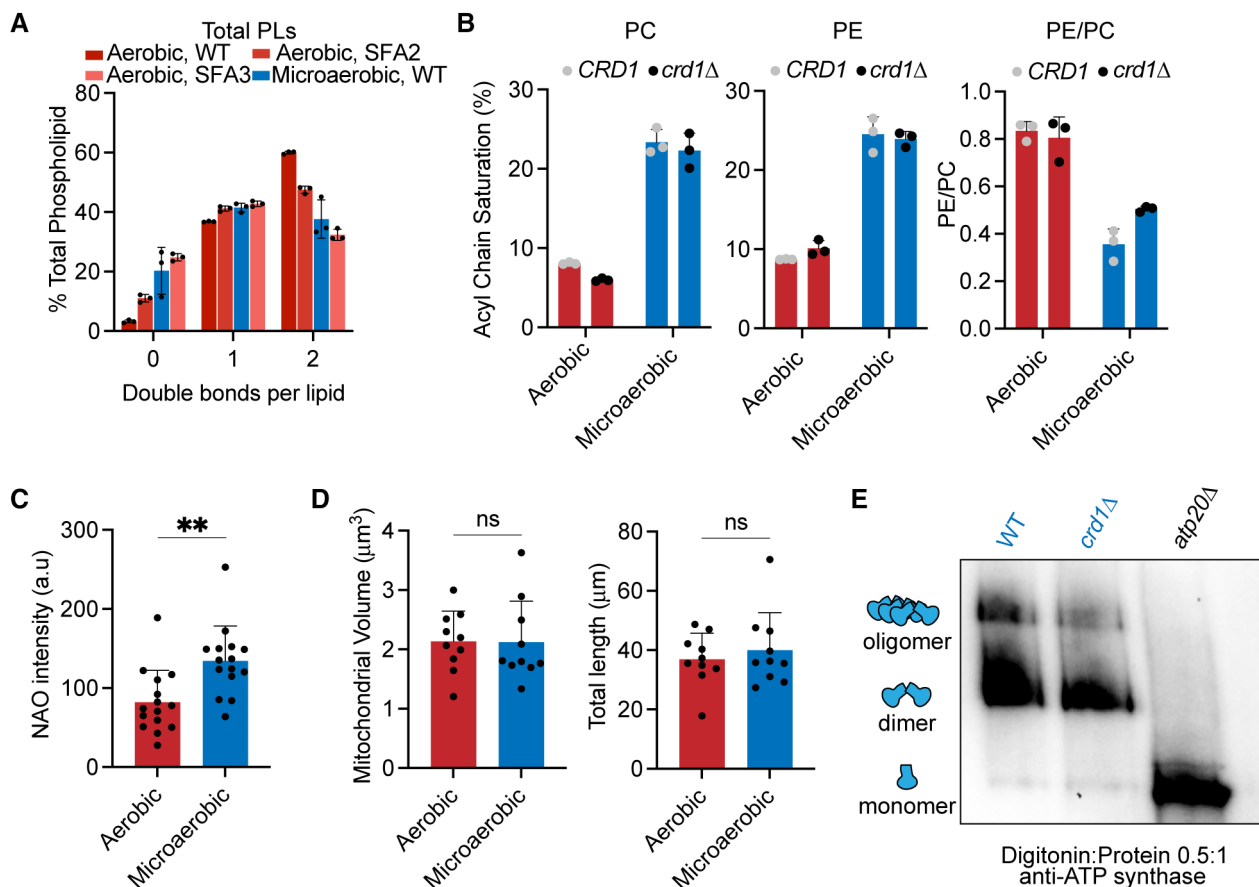 A
Total PLs
Aerobic, WT
Aerobic, SFA2
Aerobic, SFA3
Microaerobic, WT
% Total Phospholipid
80
60
40
20
0
0
1
2
Double bonds per lipid
B
PC
CRD1
crd1Δ
Acyl Chain Saturation (%)
30
20
10
0
Aerobic
Microaerobic
PE
CRD1
crd1Δ
30
20
10
0
Aerobic
Microaerobic
PE/PC
CRD1
crd1Δ
PE/PC
1.0
0.8
0.6
0.4
0.2
0.0
Aerobic
Microaerobic
C
NAO intensity (a.u)
300
200
100
0
**
Aerobic
Microaerobic
D
Mitochondrial Volume (μm³)
4
3
2
1
0
ns
Aerobic
Microaerobic
Total length (μm)
80
60
40
20
0
ns
Aerobic
Microaerobic
E
WT
crd1Δ
atp20Δ
oligomer
dimer
monomer
Digitonin:Protein 0.5:1
anti-ATP synthase